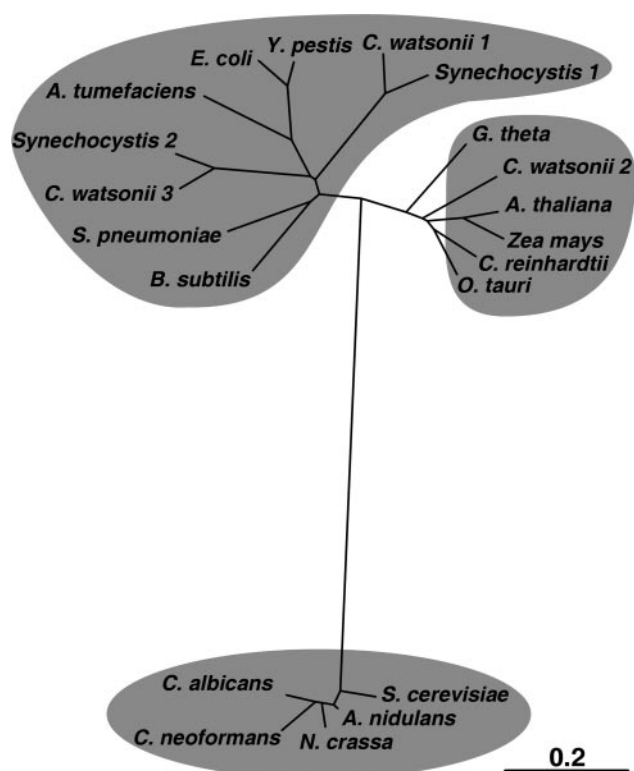 Y. pestis
C. watsonii 1
E. coli
Synechocystis 1
A. tumefaciens
G. theta
Synechocystis 2
C. watsonii 2
C. watsonii 3
A. thaliana
S. pneumoniae
Zea mays
C. reinhardtii
B. subtilis
O. tauri
C. albicans
S. cerevisiae
A. nidulans
C. neoformans
N. crassa
0.2